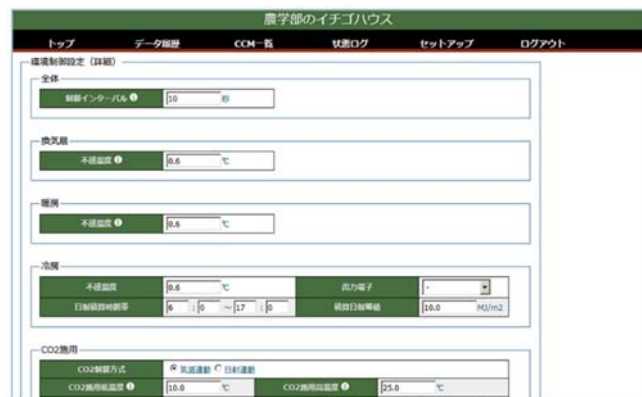 農学部のイチゴハウス
トップ データ履歴 CCM一覧 状態ログ セットアップ ログアウト
環境制御設定（詳細）
全体
制御インターバル 10 秒
換気扇
不感温度 0.6 ℃
暖房
不感温度 0.6 ℃
冷房
不感温度 0.6 ℃ 出力端子 -
日射積算時間帯 6 : 0 ～ 17 : 0 積算日射閾値 10.0 MJ/m2
CO2施用
CO2制御方式 気温連動 日射連動
CO2施用低温度 10.0 ℃ CO2施用高温度 25.0 ℃